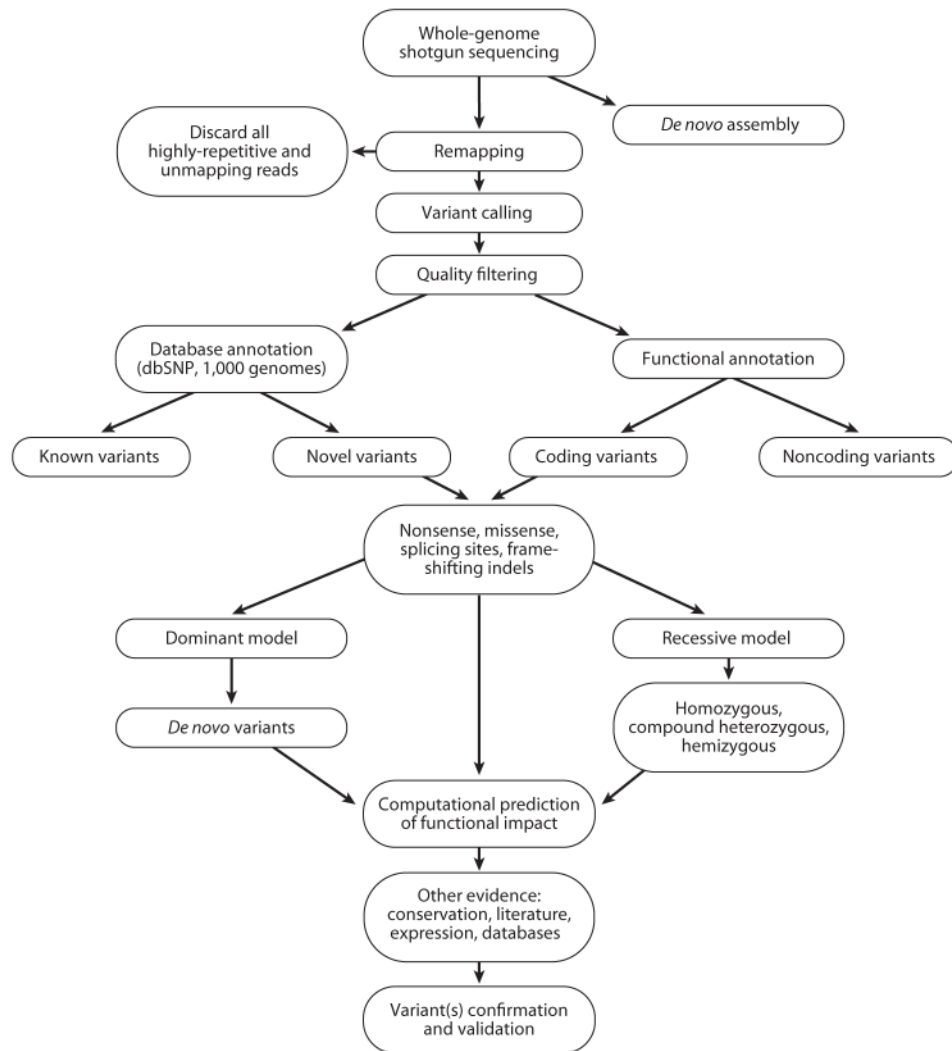 Whole-genome
shotgun sequencing
De novo assembly
Discard all
highly-repetitive and
unmapping reads
Remapping
Variant calling
Quality filtering
Database annotation
(dbSNP, 1,000 genomes)
Functional annotation
Known variants
Novel variants
Coding variants
Noncoding variants
Nonsense, missense,
splicing sites, frame-
shifting indels
Dominant model
Recessive model
De novo variants
Homozygous,
compound heterozygous,
hemizygous
Computational prediction
of functional impact
Other evidence:
conservation, literature,
expression, databases
Variant(s) confirmation
and validation